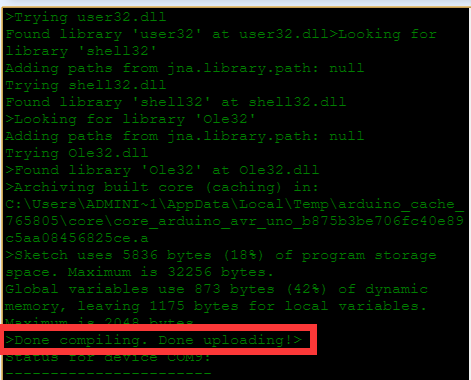 >Trying user32.dll
Found library 'user32' at user32.dll>Looking for
library 'shell32'
Adding paths from jna.library.path: null
Trying shell32.dll
Found library 'shell32' at shell32.dll
>Looking for library 'Ole32'
Adding paths from jna.library.path: null
Trying Ole32.dll
>Found library 'Ole32' at Ole32.dll
>Archiving built core (caching) in:
C:\Users\ADMINI~1\AppData\Local\Temp\arduino_cache_
765805\core\core_arduino_avr_uno_b875b3be706fc40e89
c5aa08456825ce.a
>Sketch uses 5836 bytes (18%) of program storage
space. Maximum is 32256 bytes.
Global variables use 873 bytes (42%) of dynamic
memory, leaving 1175 bytes for local variables.
Maximum is 2048 bytes.
>Done compiling. Done uploading!>
Status for device COM9:
------------------------